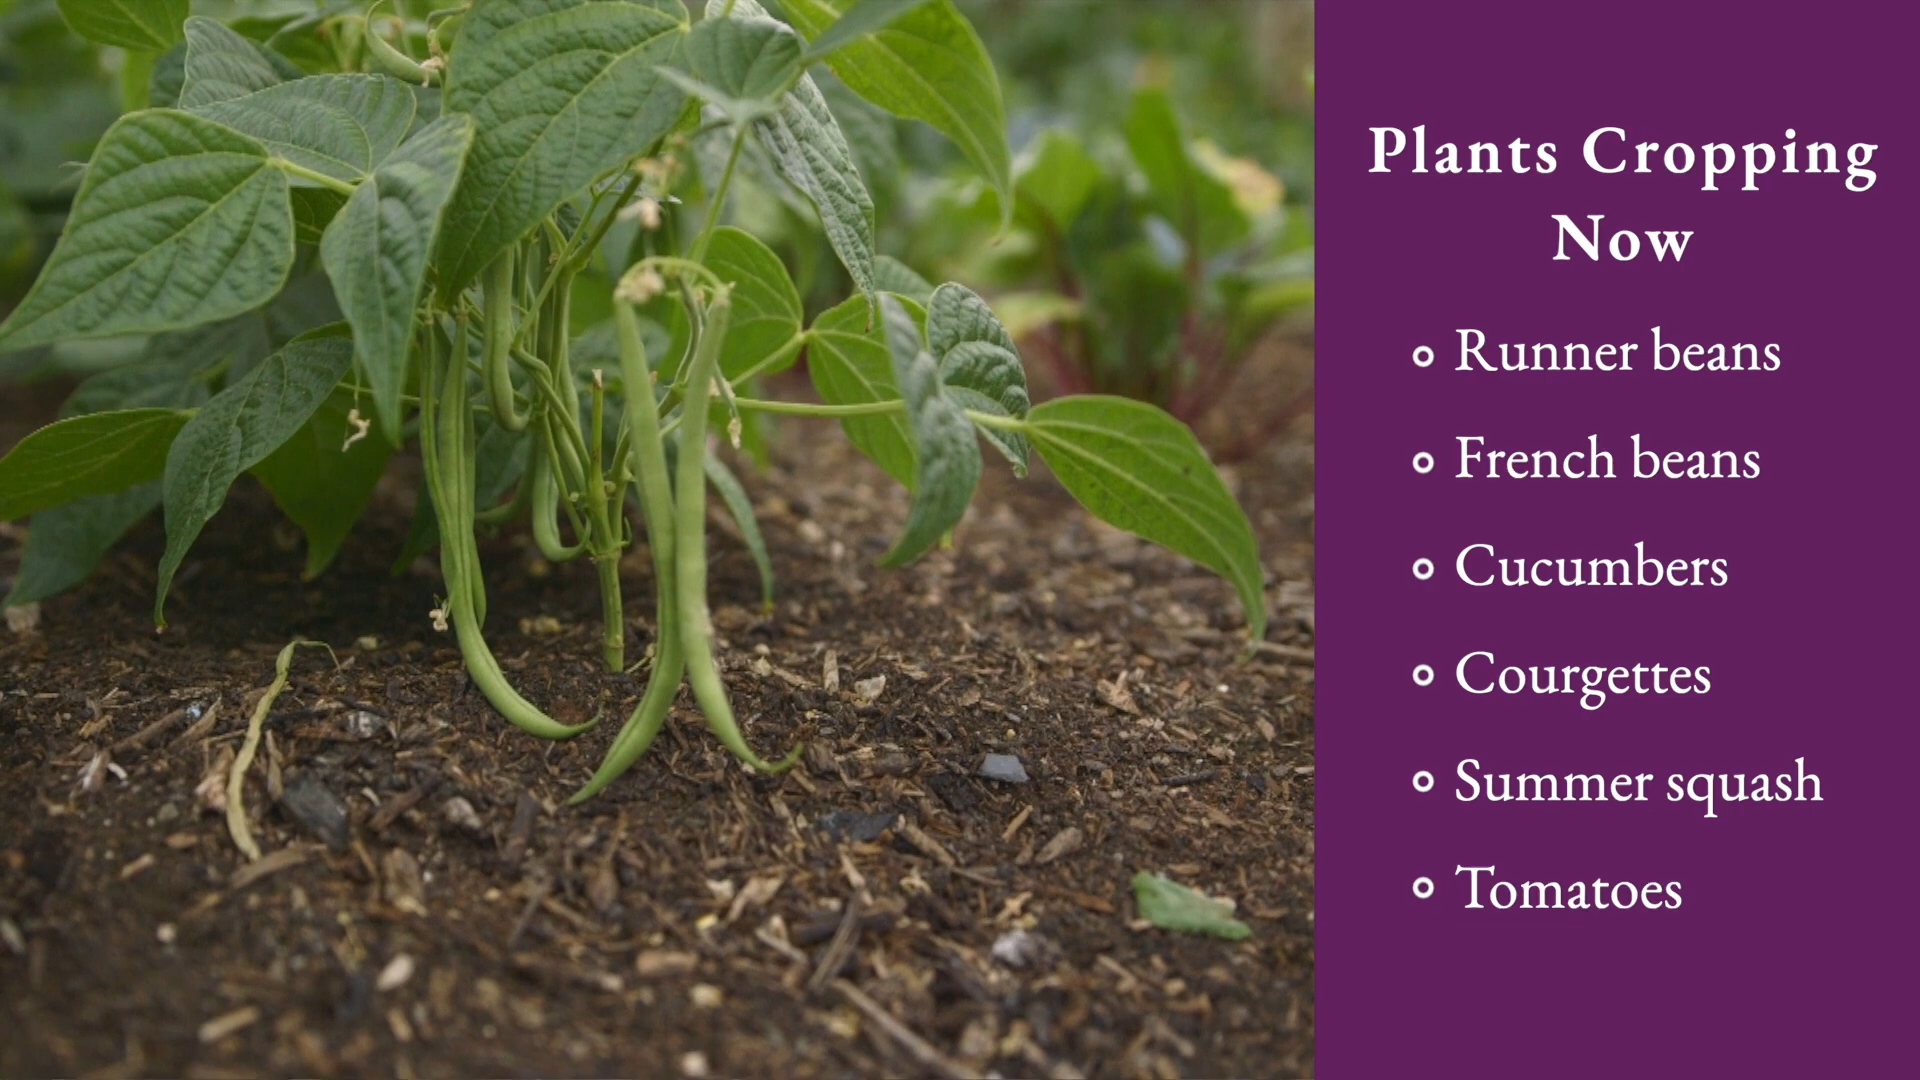 Plants Cropping
Now
Runner beans
French beans
Cucumbers
Courgettes
Summer squash
Tomatoes